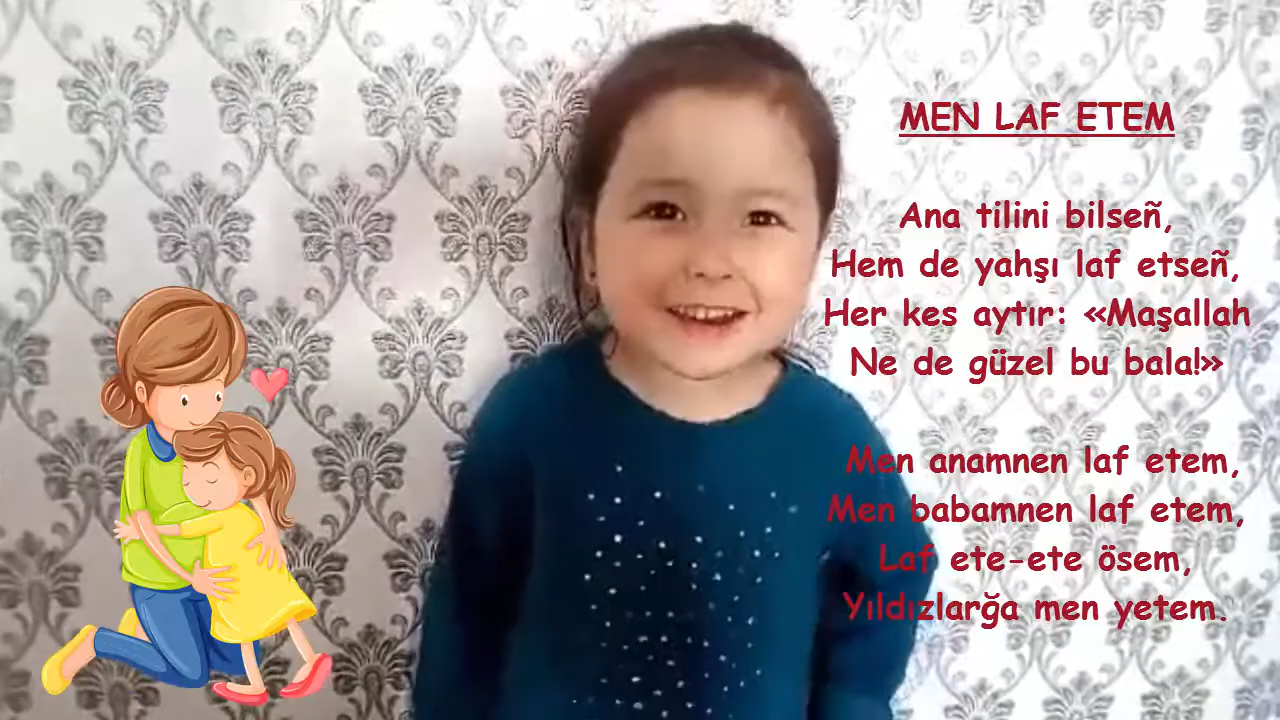 MEN LAF ETEM
Ana tilini bilseñ,
Hem de yahşı laf etseñ,
Her kes aytır: «Maşallah
Ne de güzel bu bala!»
Men anamnen laf etem,
Men babamnen laf etem,
Laf ete-ete ösem,
Yıldızlarğa men yetem.